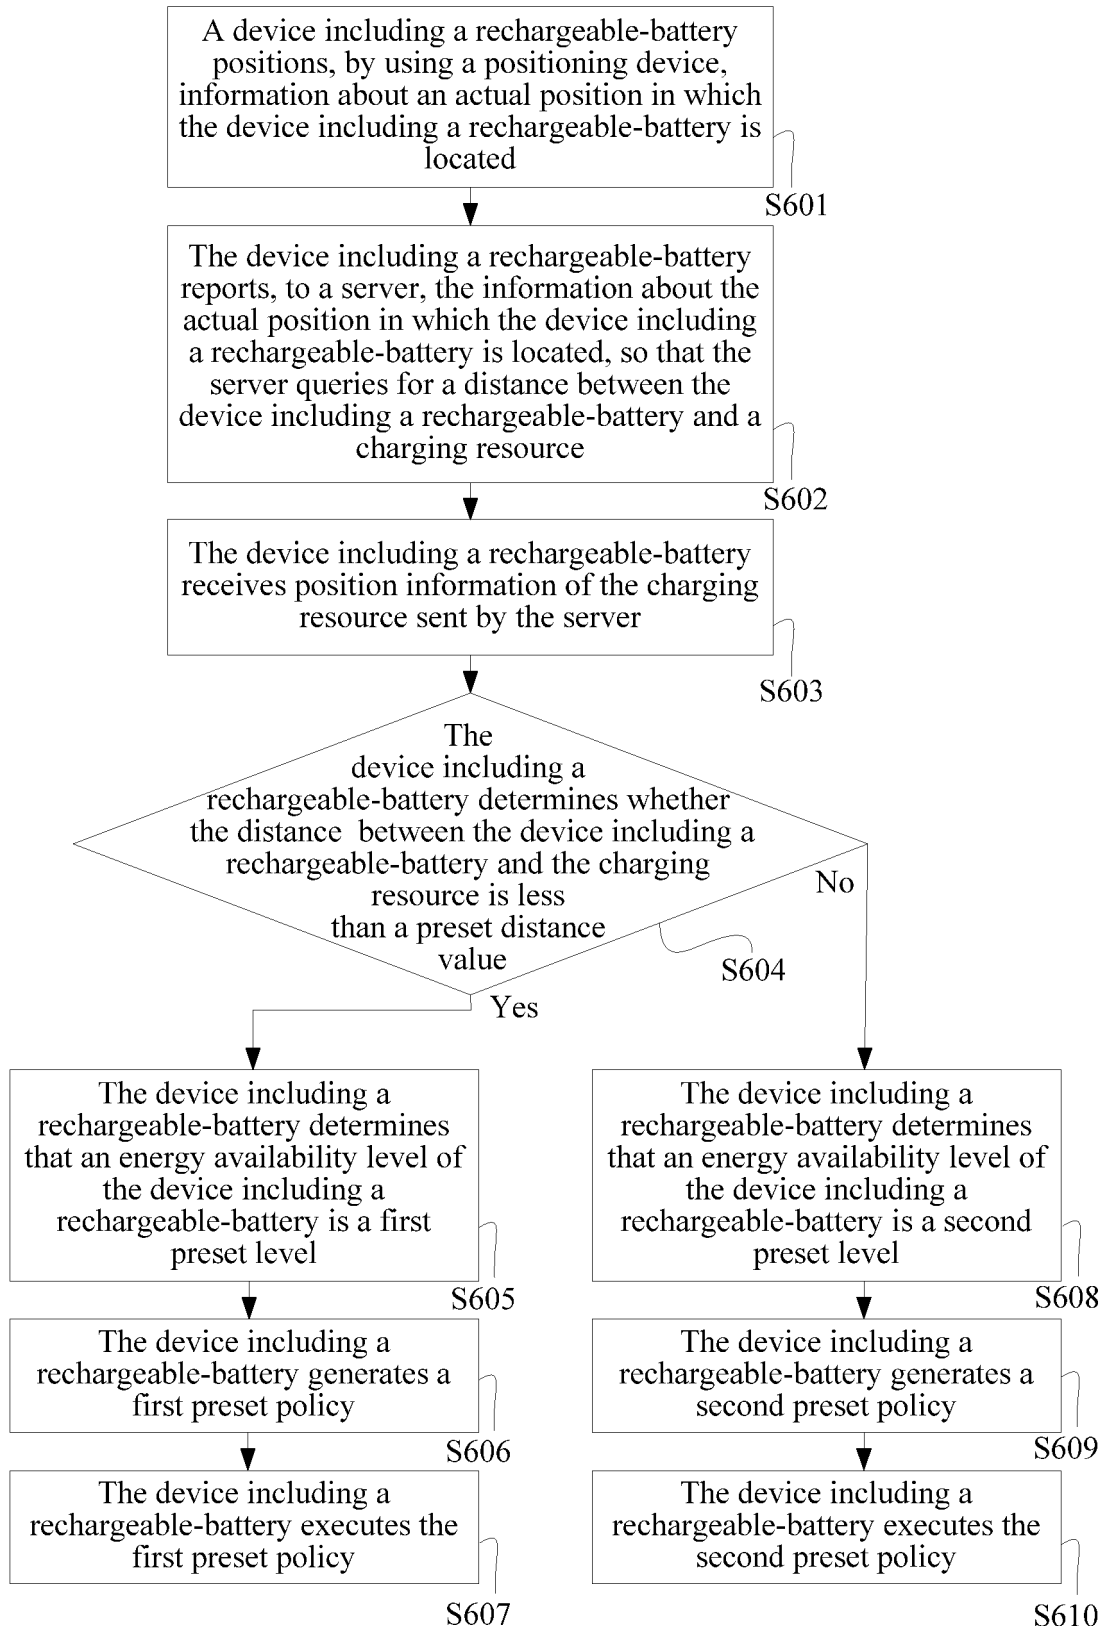 A device including a rechargeable-battery
positions, by using a positioning device,
information about an actual position in which
the device including a rechargeable-battery is
located
S601
The device including a rechargeable-battery
reports, to a server, the information about the
actual position in which the device including
a rechargeable-battery is located, so that the
server queries for a distance between the
device including a rechargeable-battery and a
charging resource
S602
The device including a rechargeable-battery
receives position information of the charging
resource sent by the server
S603
The
device including a
rechargeable-battery determines whether
the distance between the device including a
rechargeable-battery and the charging
resource is less
than a preset distance
value
No
S604
Yes
The device including a
rechargeable-battery determines
that an energy availability level of
the device including a
rechargeable-battery is a first
preset level
S605
The device including a
rechargeable-battery generates a
first preset policy
S606
The device including a
rechargeable-battery executes the
first preset policy
S607
The device including a
rechargeable-battery determines
that an energy availability level of
the device including a
rechargeable-battery is a second
preset level
S608
The device including a
rechargeable-battery generates a
second preset policy
S609
The device including a
rechargeable-battery executes the
second preset policy
S610